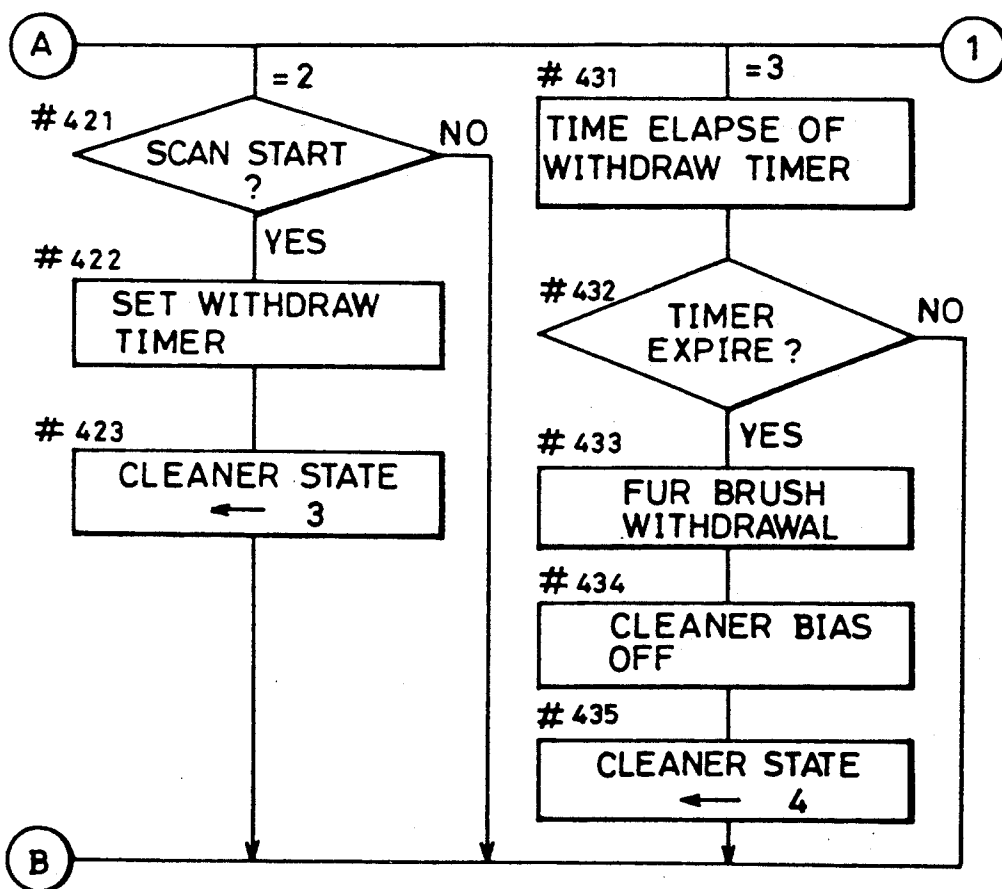 A
1
=2
=3
#421
SCAN START
?
NO
YES
#422
SET WITHDRAW
TIMER
#423
CLEANER STATE
← 3
#431
TIME ELAPSE OF
WITHDRAW TIMER
#432
TIMER
EXPIRE?
NO
YES
#433
FUR BRUSH
WITHDRAWAL
#434
CLEANER BIAS
OFF
#435
CLEANER STATE
← 4
B